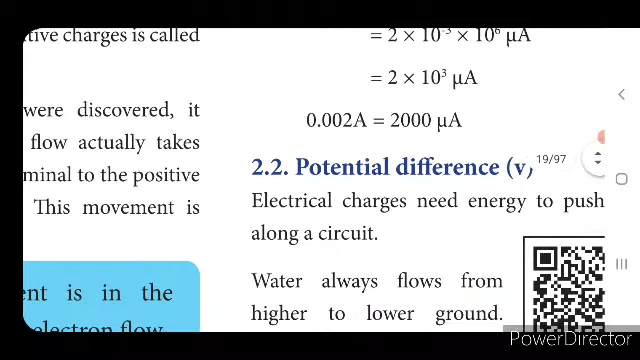 tive charges is called
were discovered, it
flow actually takes
minal to the positive
This movement is
ent is in the
electron flow
= 2 × 10⁻³ × 10⁶ µA
= 2 × 10³ µA
0.002A = 2000 µA
2.2. Potential difference (v)
19/97
Electrical charges need energy to push
along a circuit.
Water always flows from
higher to lower ground.
PowerDirector